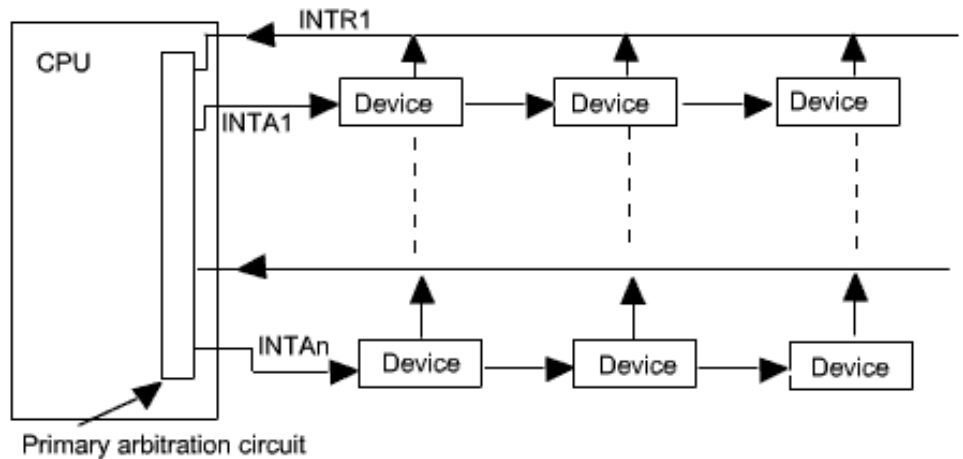 INTR1
CPU
Device Device Device
INTA1
INTAn
Device Device Device
Primary arbitration circuit